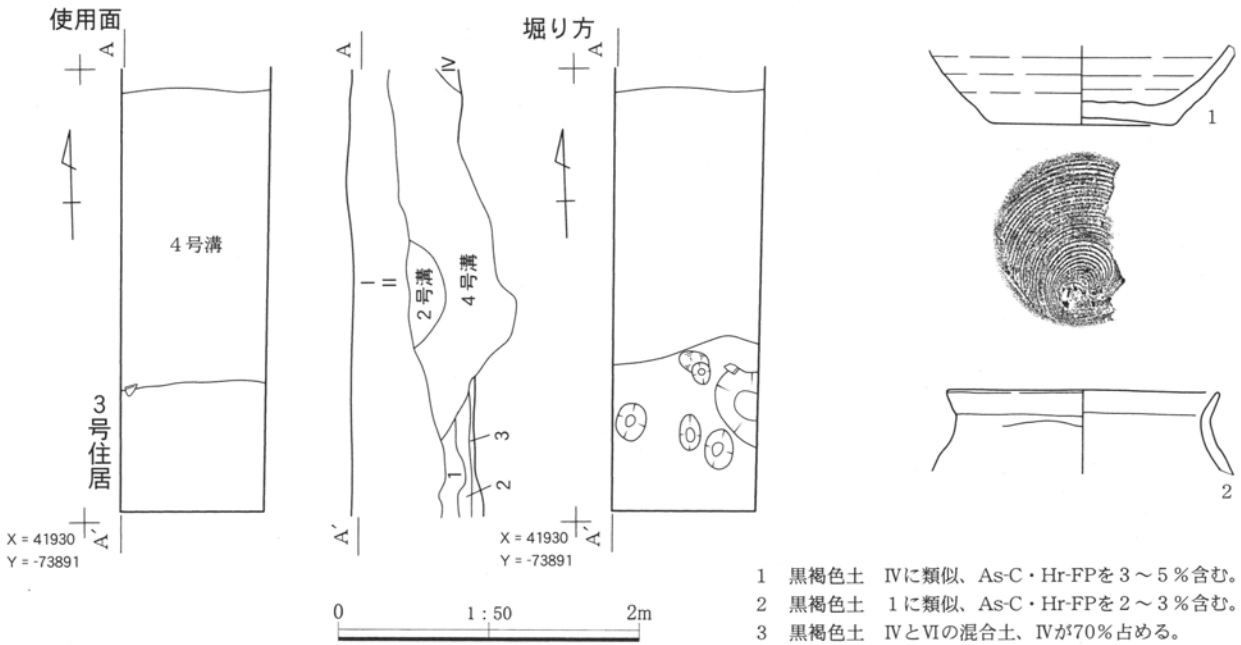 使用面
A
4号溝
3号住居
A′
X = 41930
Y = -73891
A
IV
I
II
2号溝
4号溝
1
3
2
A′
掘り方
A
A′
X = 41930
Y = -73891
1
2
0 1:50 2m
1 黒褐色土 Ⅳに類似、As-C・Hr-FPを3～5％含む。
2 黒褐色土 1に類似、As-C・Hr-FPを2～3％含む。
3 黒褐色土 ⅣとⅥの混合土、Ⅳが70％占める。